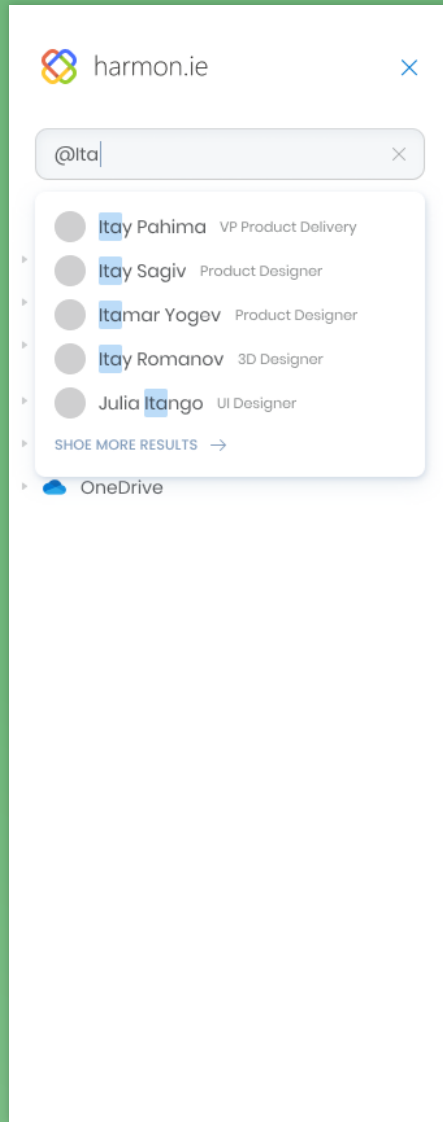 harmon.ie
@Ita
Itay Pahima VP Product Delivery
Itay Sagiv Product Designer
Itamar Yogev Product Designer
Itay Romanov 3D Designer
Julia Itango UI Designer
SHOE MORE RESULTS
OneDrive